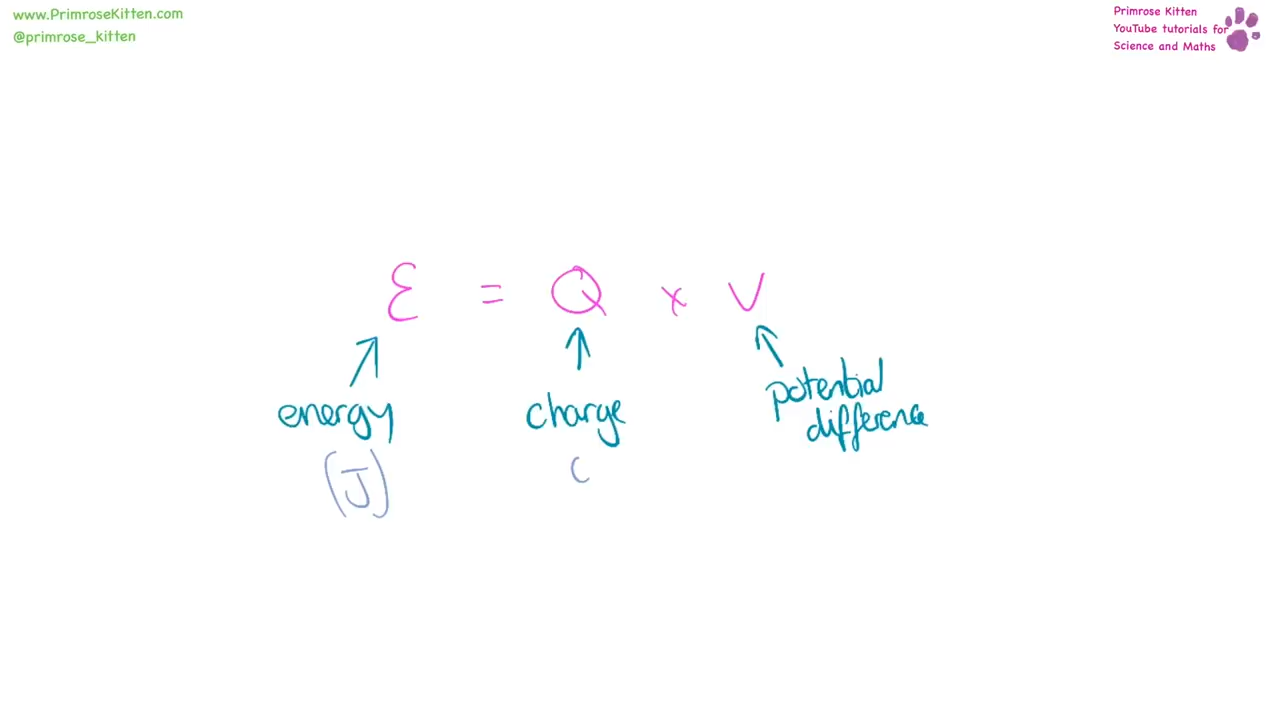 www.PrimroseKitten.com
@primrose_kitten
Primrose Kitten
YouTube tutorials for
Science and Maths
E = Q x V
energy
charge
potential
difference
(J)
(